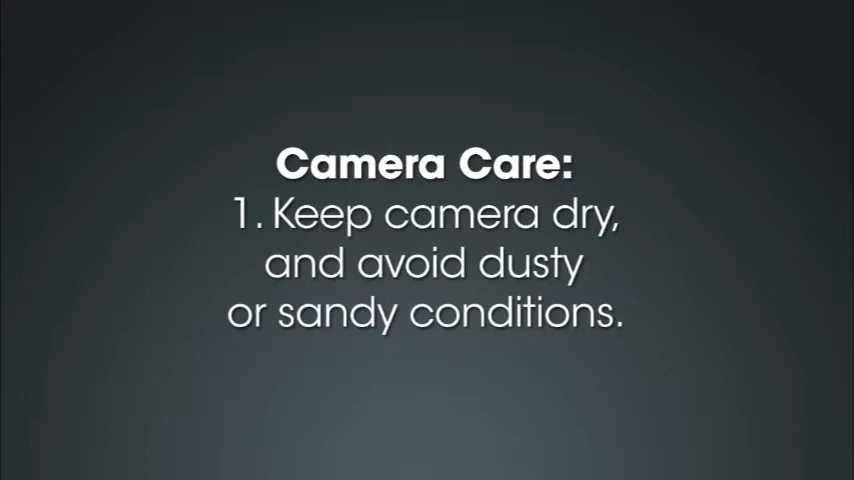 Camera Care:
1. Keep camera dry,
and avoid dusty
or sandy conditions.